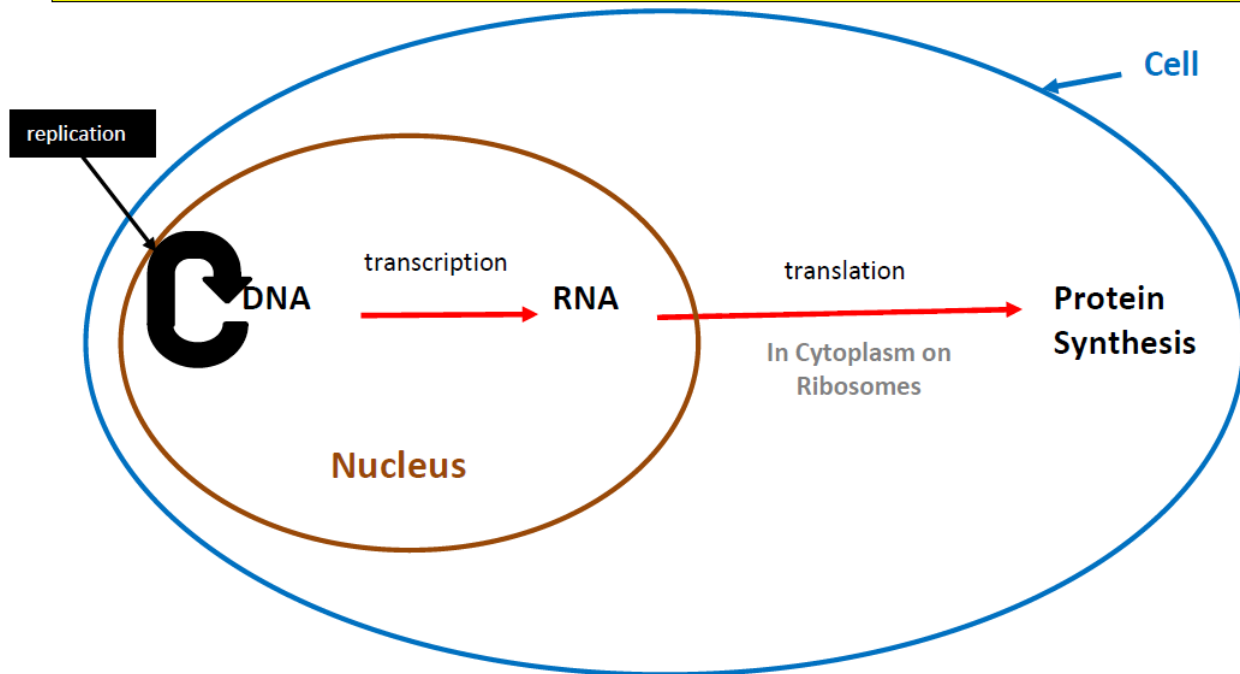 Cell
replication
transcription
translation
DNA
RNA
Protein
Synthesis
In Cytoplasm on
Ribosomes
Nucleus